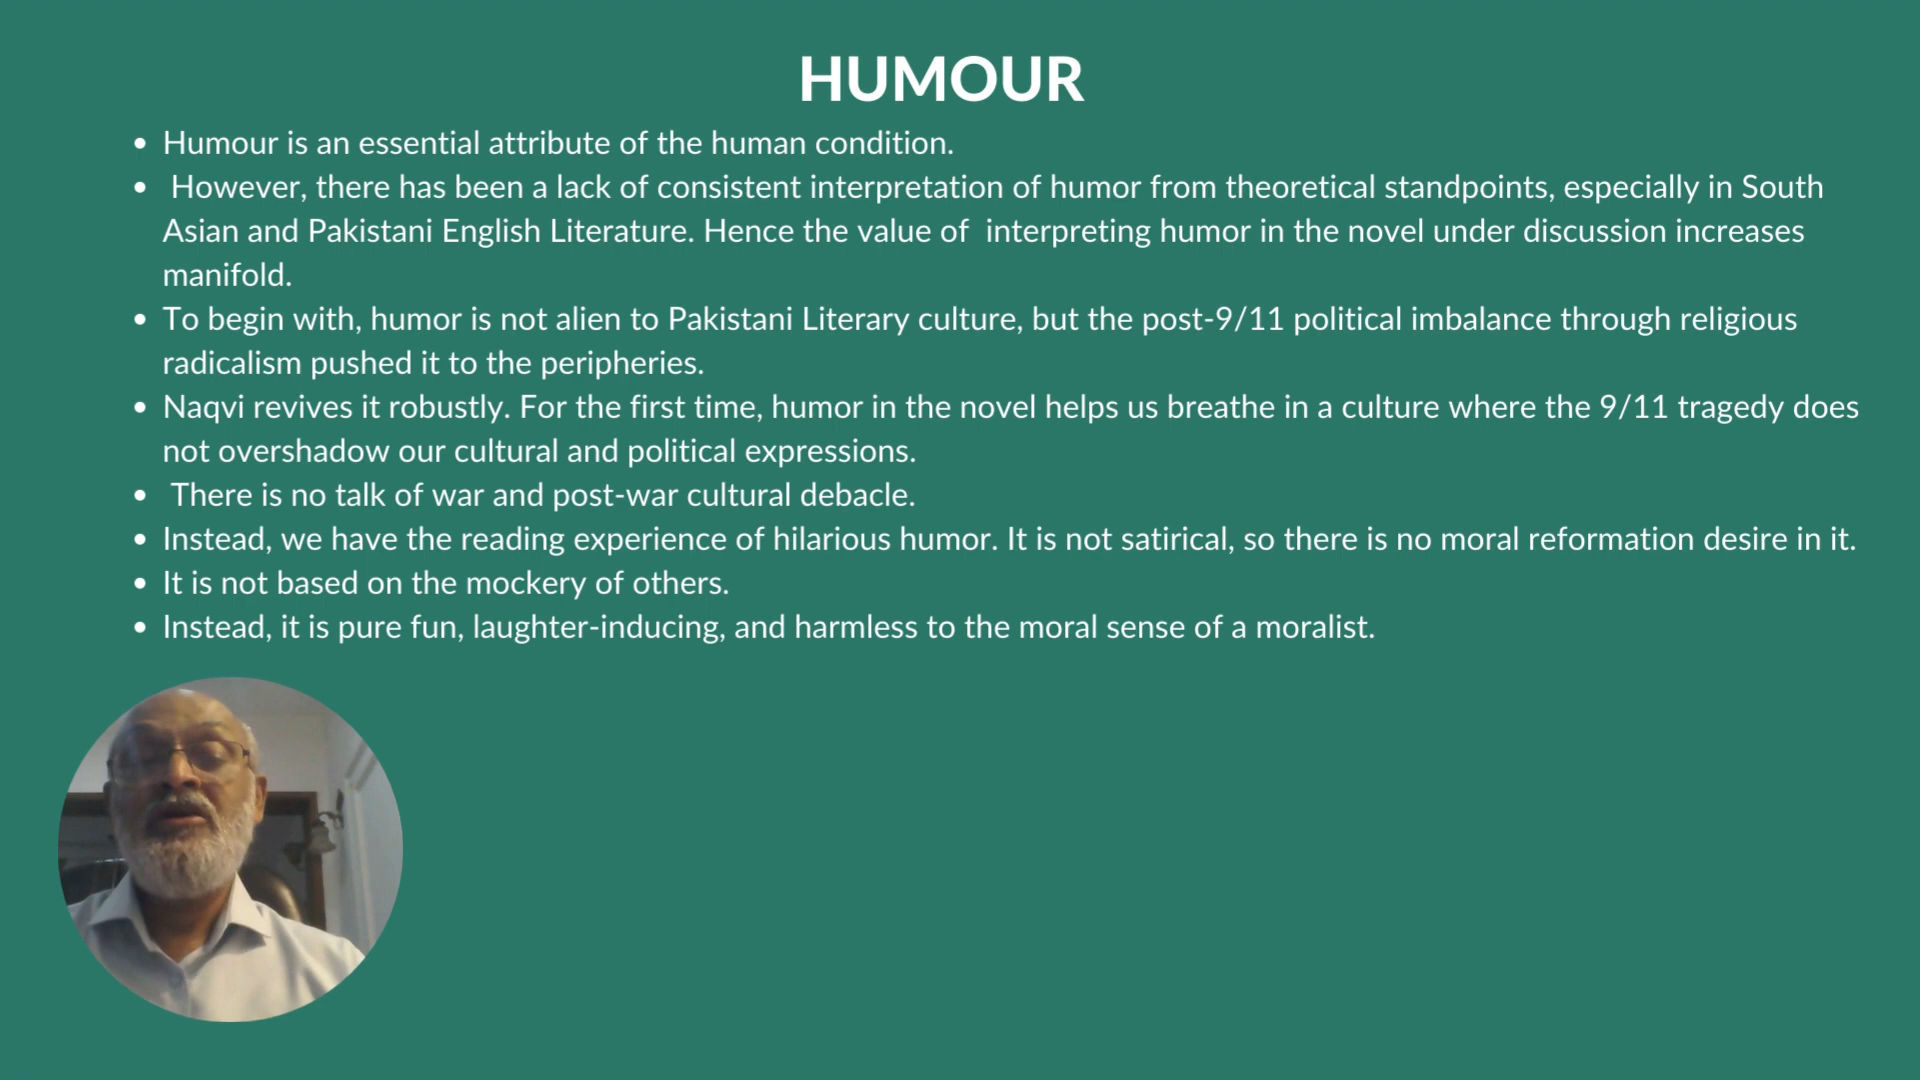 HUMOUR
• Humour is an essential attribute of the human condition.
• However, there has been a lack of consistent interpretation of humor from theoretical standpoints, especially in South
Asian and Pakistani English Literature. Hence the value of interpreting humor in the novel under discussion increases
manifold.
• To begin with, humor is not alien to Pakistani Literary culture, but the post-9/11 political imbalance through religious
radicalism pushed it to the peripheries.
• Naqvi revives it robustly. For the first time, humor in the novel helps us breathe in a culture where the 9/11 tragedy does
not overshadow our cultural and political expressions.
• There is no talk of war and post-war cultural debacle.
• Instead, we have the reading experience of hilarious humor. It is not satirical, so there is no moral reformation desire in it.
• It is not based on the mockery of others.
• Instead, it is pure fun, laughter-inducing, and harmless to the moral sense of a moralist.